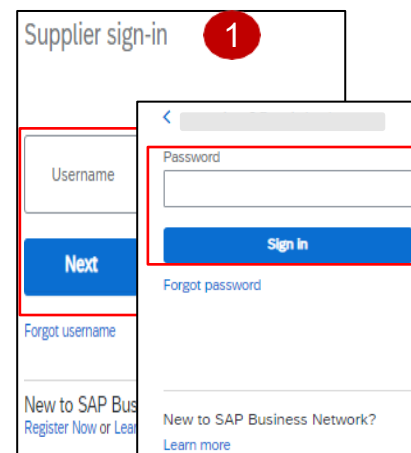 Supplier sign-in
1
Username
Next
Forgot username
New to SAP Bus
Register Now or Lear
<
Password
Sign in
Forgot password
New to SAP Business Network?
Learn more